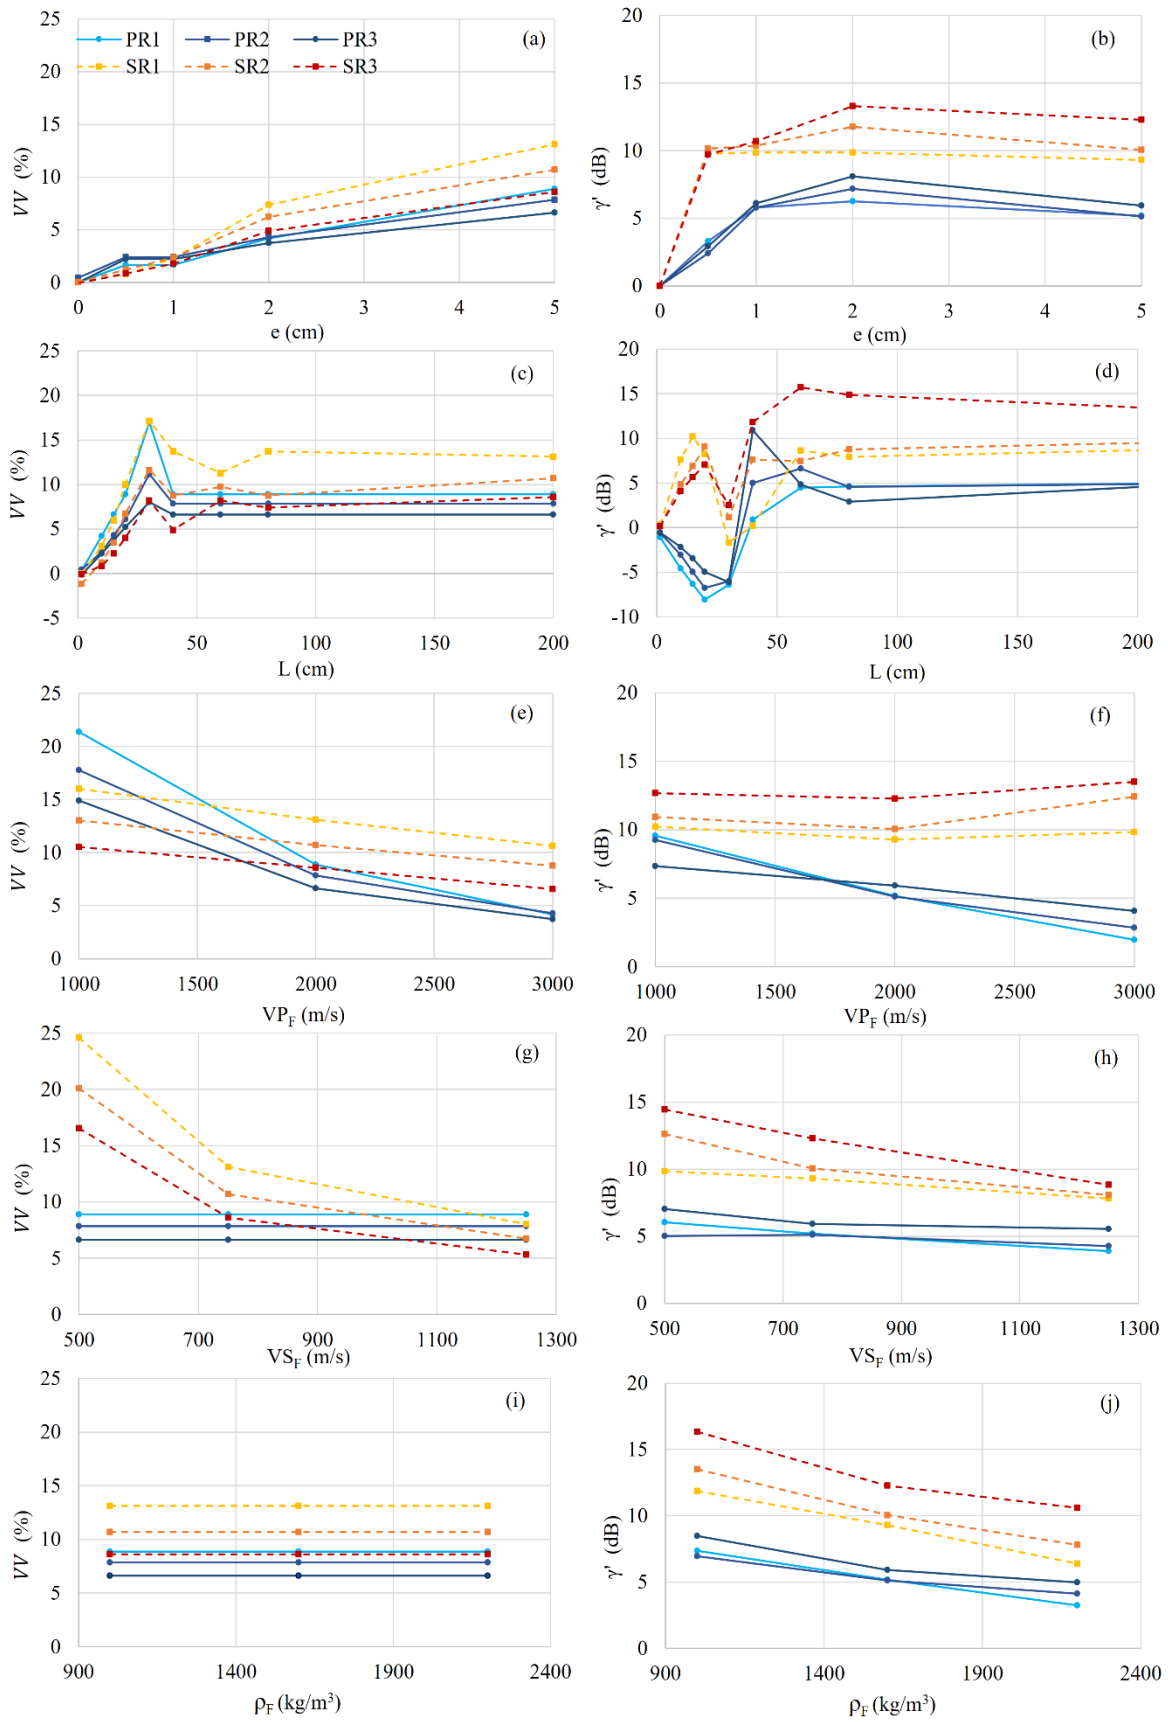 PR1 PR2 PR3
SR1 SR2 SR3
(a)
25
20
15
10
5
0
VV (%)
0 1 2 3 4 5
e (cm)
(b)
20
15
10
5
0
γ' (dB)
0 1 2 3 4 5
e (cm)
(c)
25
20
15
10
5
0
-5
VV (%)
0 50 100 150 200
L (cm)
(d)
20
15
10
5
0
-5
-10
γ' (dB)
0 50 100 150 200
L (cm)
(e)
25
20
15
10
5
0
VV (%)
1000 1500 2000 2500 3000
VP_F (m/s)
(f)
20
15
10
5
0
γ' (dB)
1000 1500 2000 2500 3000
VP_F (m/s)
(g)
25
20
15
10
5
0
VV (%)
500 700 900 1100 1300
VS_F (m/s)
(h)
20
15
10
5
0
γ' (dB)
500 700 900 1100 1300
VS_F (m/s)
(i)
25
20
15
10
5
0
VV (%)
900 1400 1900 2400
ρ_F (kg/m³)
(j)
20
15
10
5
0
γ' (dB)
900 1400 1900 2400
ρ_F (kg/m³)